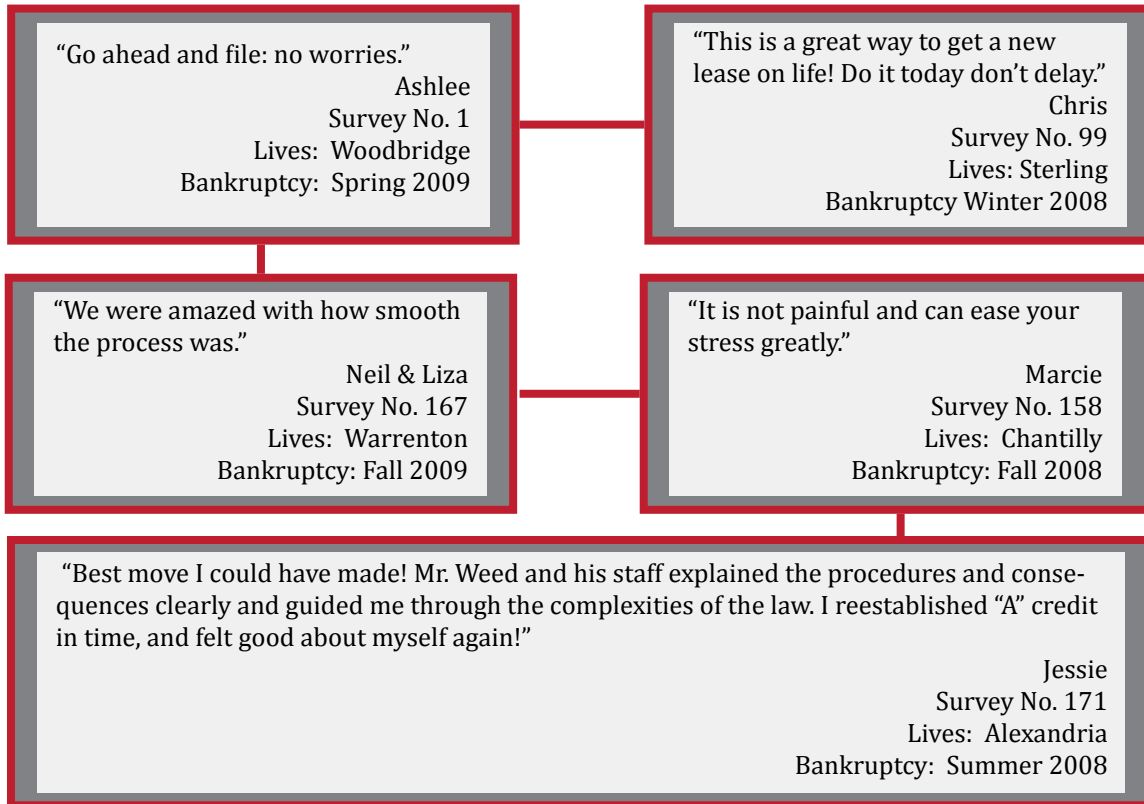 “Go ahead and file: no worries.”
Ashlee
Survey No. 1
Lives:  Woodbridge
Bankruptcy:  Spring 2009
“This is a great way to get a new
lease on life! Do it today don’t delay.”
Chris
Survey No. 99
Lives: Sterling
Bankruptcy Winter 2008
“We were amazed with how smooth
the process was.”
Neil & Liza
Survey No. 167
Lives:  Warrenton
Bankruptcy: Fall 2009
“It is not painful and can ease your
stress greatly.”
Marcie
Survey No. 158
Lives:  Chantilly
Bankruptcy: Fall 2008
“Best move I could have made! Mr. Weed and his staff explained the procedures and conse-
quences clearly and guided me through the complexities of the law. I reestablished “A” credit
in time, and felt good about myself again!”
Jessie
Survey No. 171
Lives:  Alexandria
Bankruptcy:  Summer 2008